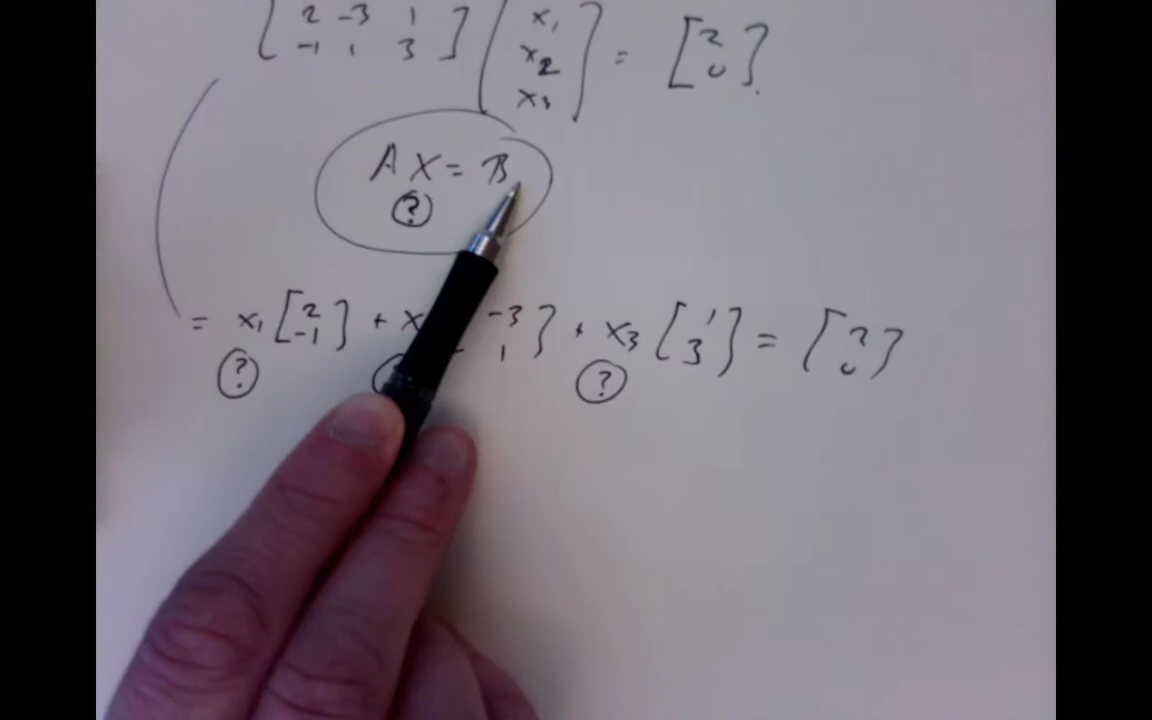 [ 2 -3 1 ] [ x₁ ] = [ 2 ]
[ -1 1 3 ] [ x₂ ] [ 0 ]
[ x₃ ]
AX = B
?
= x₁ [ 2 ] + x [ -3 ] + x₃ [ 1 ] = [ 2 ]
[ -1 ] [ 1 ] [ 3 ] [ 0 ]
? ?